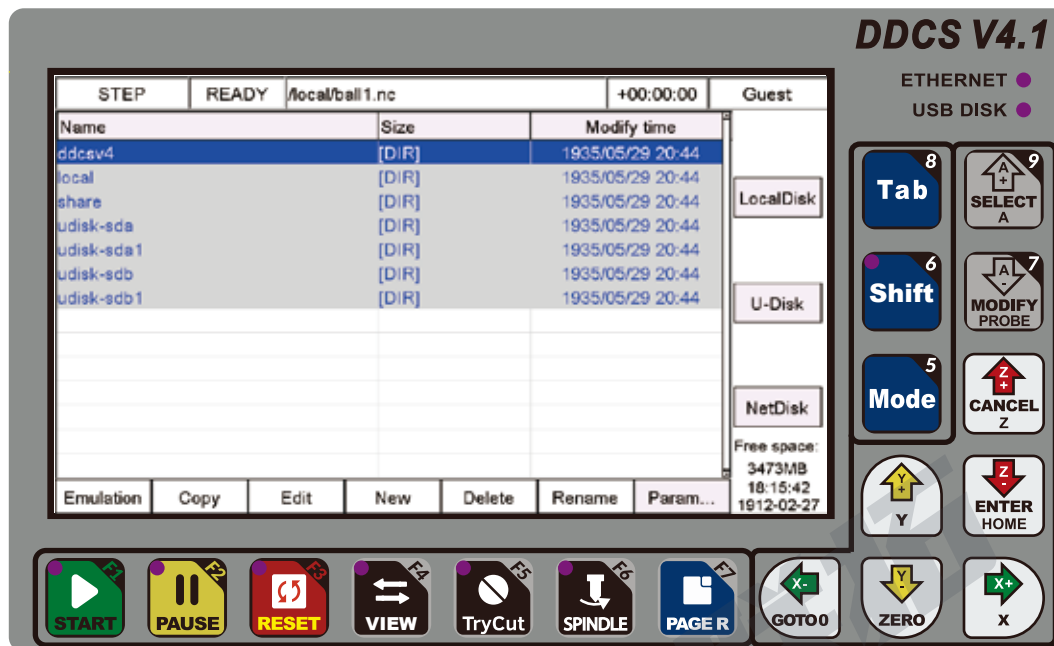 DDCS V4.1
ETHERNET
USB DISK
STEP READY /local/ball1.nc +00:00:00 Guest
Name Size Modify time
ddcsv4 [DIR] 1935/05/29 20:44
local [DIR] 1935/05/29 20:44
share [DIR] 1935/05/29 20:44
udisk-sda [DIR] 1935/05/29 20:44
udisk-sda1 [DIR] 1935/05/29 20:44
udisk-sdb [DIR] 1935/05/29 20:44
udisk-sdb1 [DIR] 1935/05/29 20:44
LocalDisk
U-Disk
NetDisk
Free space:
3473MB
18:15:42
1912-02-27
Emulation Copy Edit New Delete Rename Param...
8
Tab
9
A
+
SELECT
A
6
Shift
7
A
-
MODIFY
PROBE
5
Mode
Z
+
CANCEL
Z
Y
+
Y
Z
-
ENTER
HOME
F1
START
F2
PAUSE
F3
RESET
F4
VIEW
F5
TryCut
F6
SPINDLE
F7
PAGE R
X-
GOTO0
Y
-
ZERO
X+
X